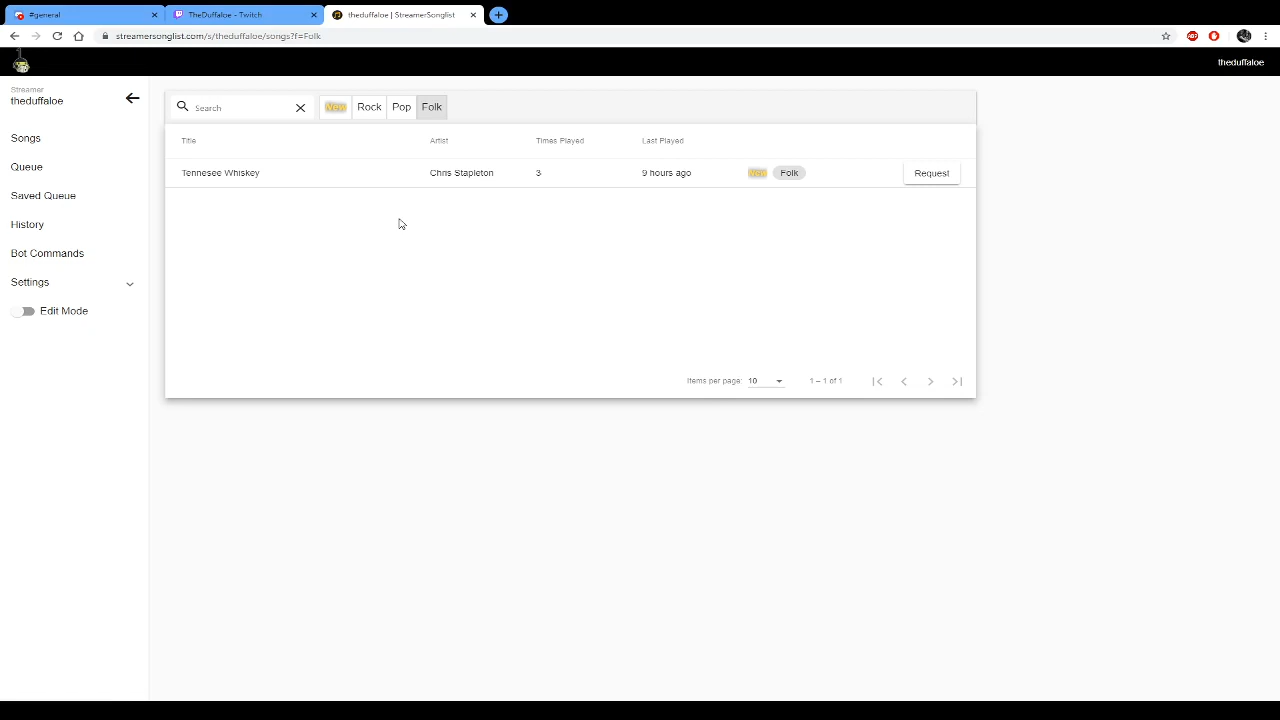 #general
TheDuffaloe - Twitch
theduffaloe | StreamerSonglist
streamersonglist.com/s/theduffaloe/songs?f=Folk
theduffaloe
Streamer
theduffaloe
Songs
Queue
Saved Queue
History
Bot Commands
Settings
Edit Mode
Search
New Rock Pop Folk
Title Artist Times Played Last Played
Tennesee Whiskey Chris Stapleton 3 9 hours ago New Folk Request
Items per page: 10 1 – 1 of 1